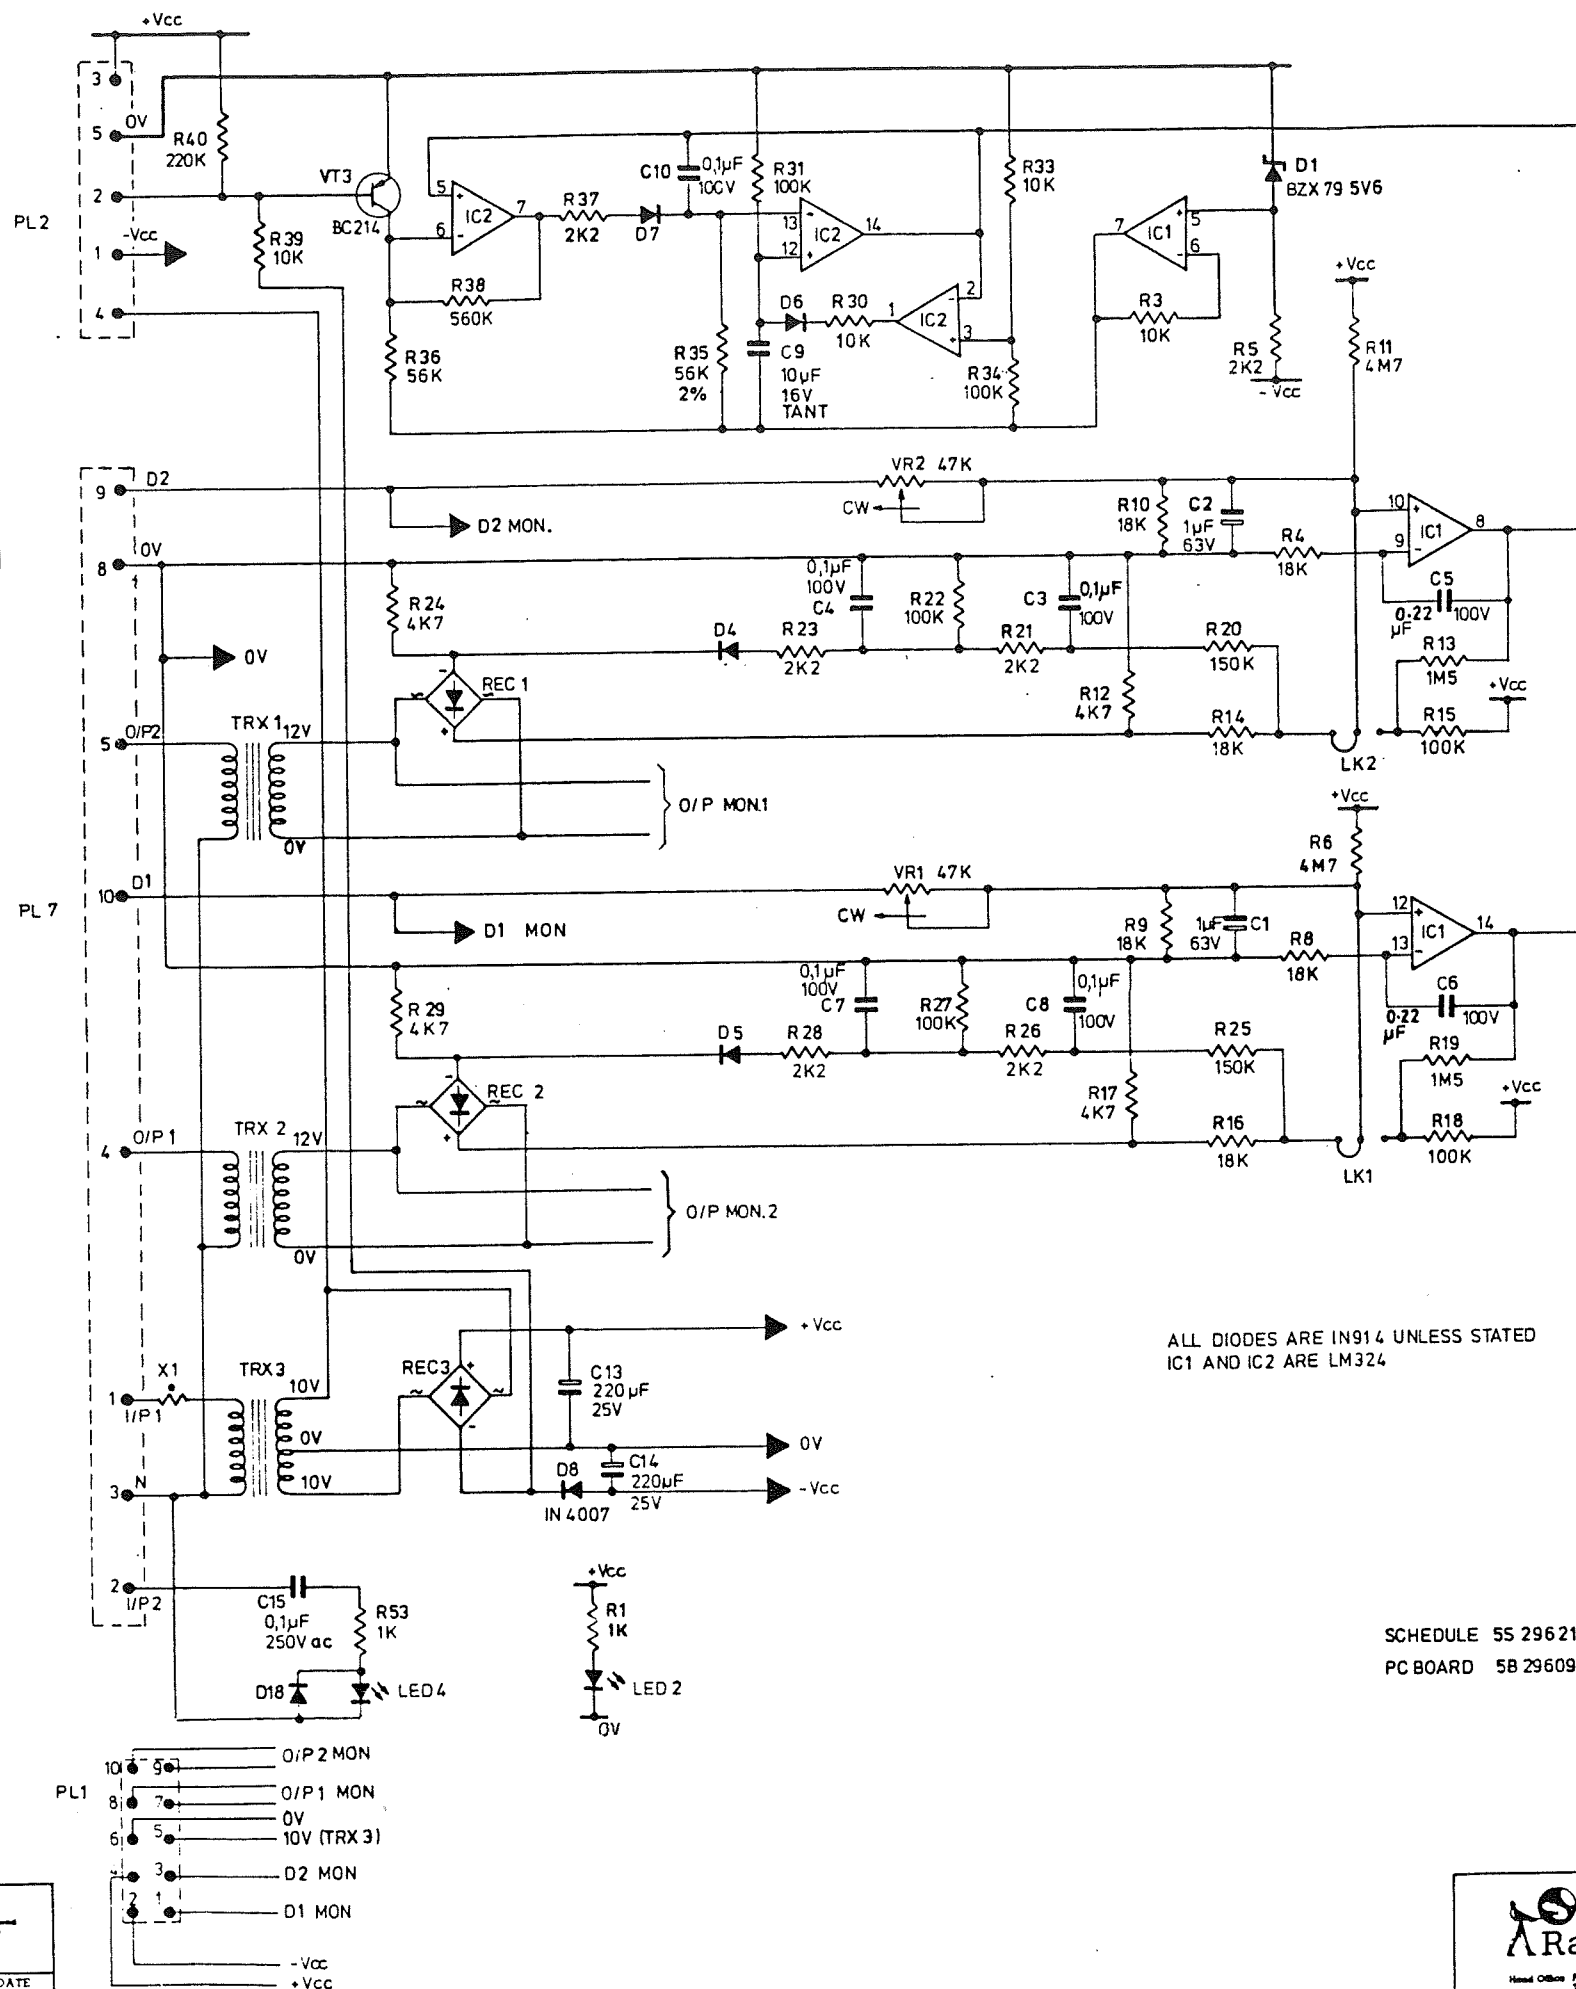 +Vcc
3
5
0V
R40
220K
2
VT3
BC214
PL2
1
-Vcc
R39
10K
4
5
+
6
-
IC2
7
R37
2K2
D7
R38
560K
R36
56K
C10
0,1µF
100V
R31
100K
13
-
12
+
IC2
14
D6
R30
10K
1
IC2
2
-
3
+
R35
56K
2%
C9
10µF
16V
TANT
R33
10K
R34
100K
7
IC1
+
5
6
-
R3
10K
D1
BZX 79 5V6
R5
2K2
-Vcc
+Vcc
R11
4M7
9
D2
D2 MON.
VR2 47K
CW
R10
18K
C2
1µF
63V
R4
18K
10
+
9
-
IC1
8
C5
0·22
µF
100V
R13
1M5
+Vcc
R15
100K
8
0V
R24
4K7
0V
0,1µF
100V
C4
R22
100K
C3
0,1µF
100V
D4
R23
2K2
R21
2K2
R20
150K
R12
4K7
R14
18K
LK2
REC 1
~
~
-
+
5
O/P2
TRX 1
12V
0V
O/P MON.1
+Vcc
R6
4M7
PL 7
10
D1
D1 MON
VR1 47K
CW
R9
18K
1µF
63V
C1
R8
18K
12
+
13
-
IC1
14
C6
0·22
µF
100V
R19
1M5
+Vcc
R18
100K
R 29
4K7
0,1µF
100V
C7
R27
100K
C8
0,1µF
100V
D5
R28
2K2
R26
2K2
R25
150K
R17
4K7
R16
18K
LK1
REC 2
~
~
-
+
4
O/P 1
TRX 2
12V
0V
O/P MON.2
ALL DIODES ARE IN914 UNLESS STATED
IC1 AND IC2 ARE LM324
1
I/P1
X1
TRX3
10V
0V
10V
REC3
~
~
+
-
C13
220µF
25V
+Vcc
0V
C14
220µF
25V
D8
IN 4007
-Vcc
3
N
2
I/P2
C15
0,1µF
250V ac
R53
1K
D18
LED4
+Vcc
R1
1K
LED 2
0V
SCHEDULE 5S 29621
PC BOARD 5B 29609
PL1
10
9
O/P 2 MON
8
7
O/P1 MON
0V
6
5
10V (TRX 3)
3
D2 MON
2
1
D1 MON
-Vcc
+Vcc
DATE
Ra
Head Office